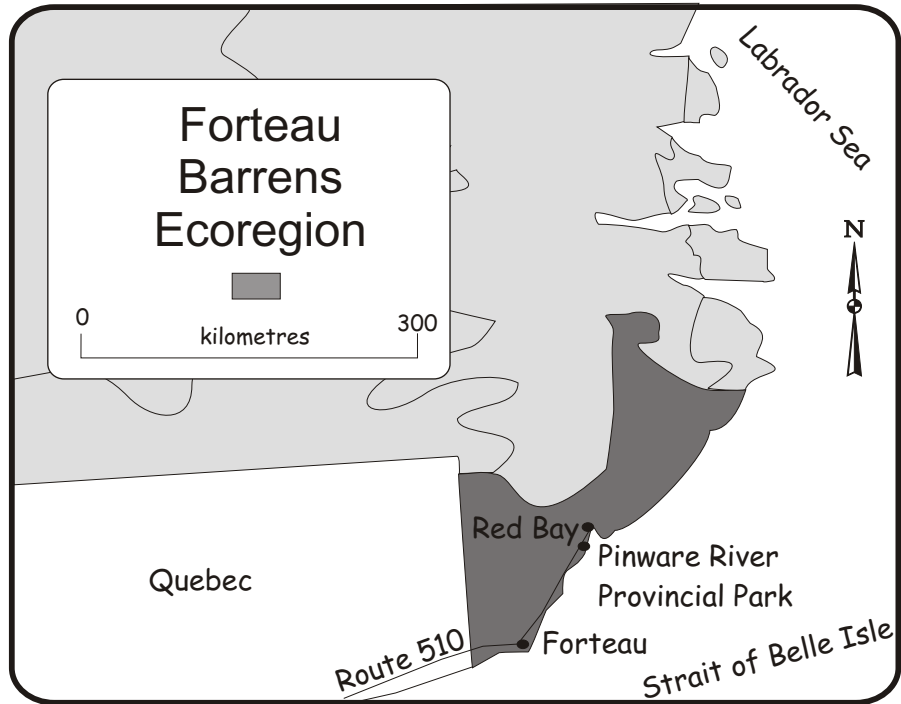 Labrador Sea
Forteau
Barrens
Ecoregion
0
kilometres
300
N
Red Bay
Pinware River
Provincial Park
Quebec
Forteau
Route 510
Strait of Belle Isle